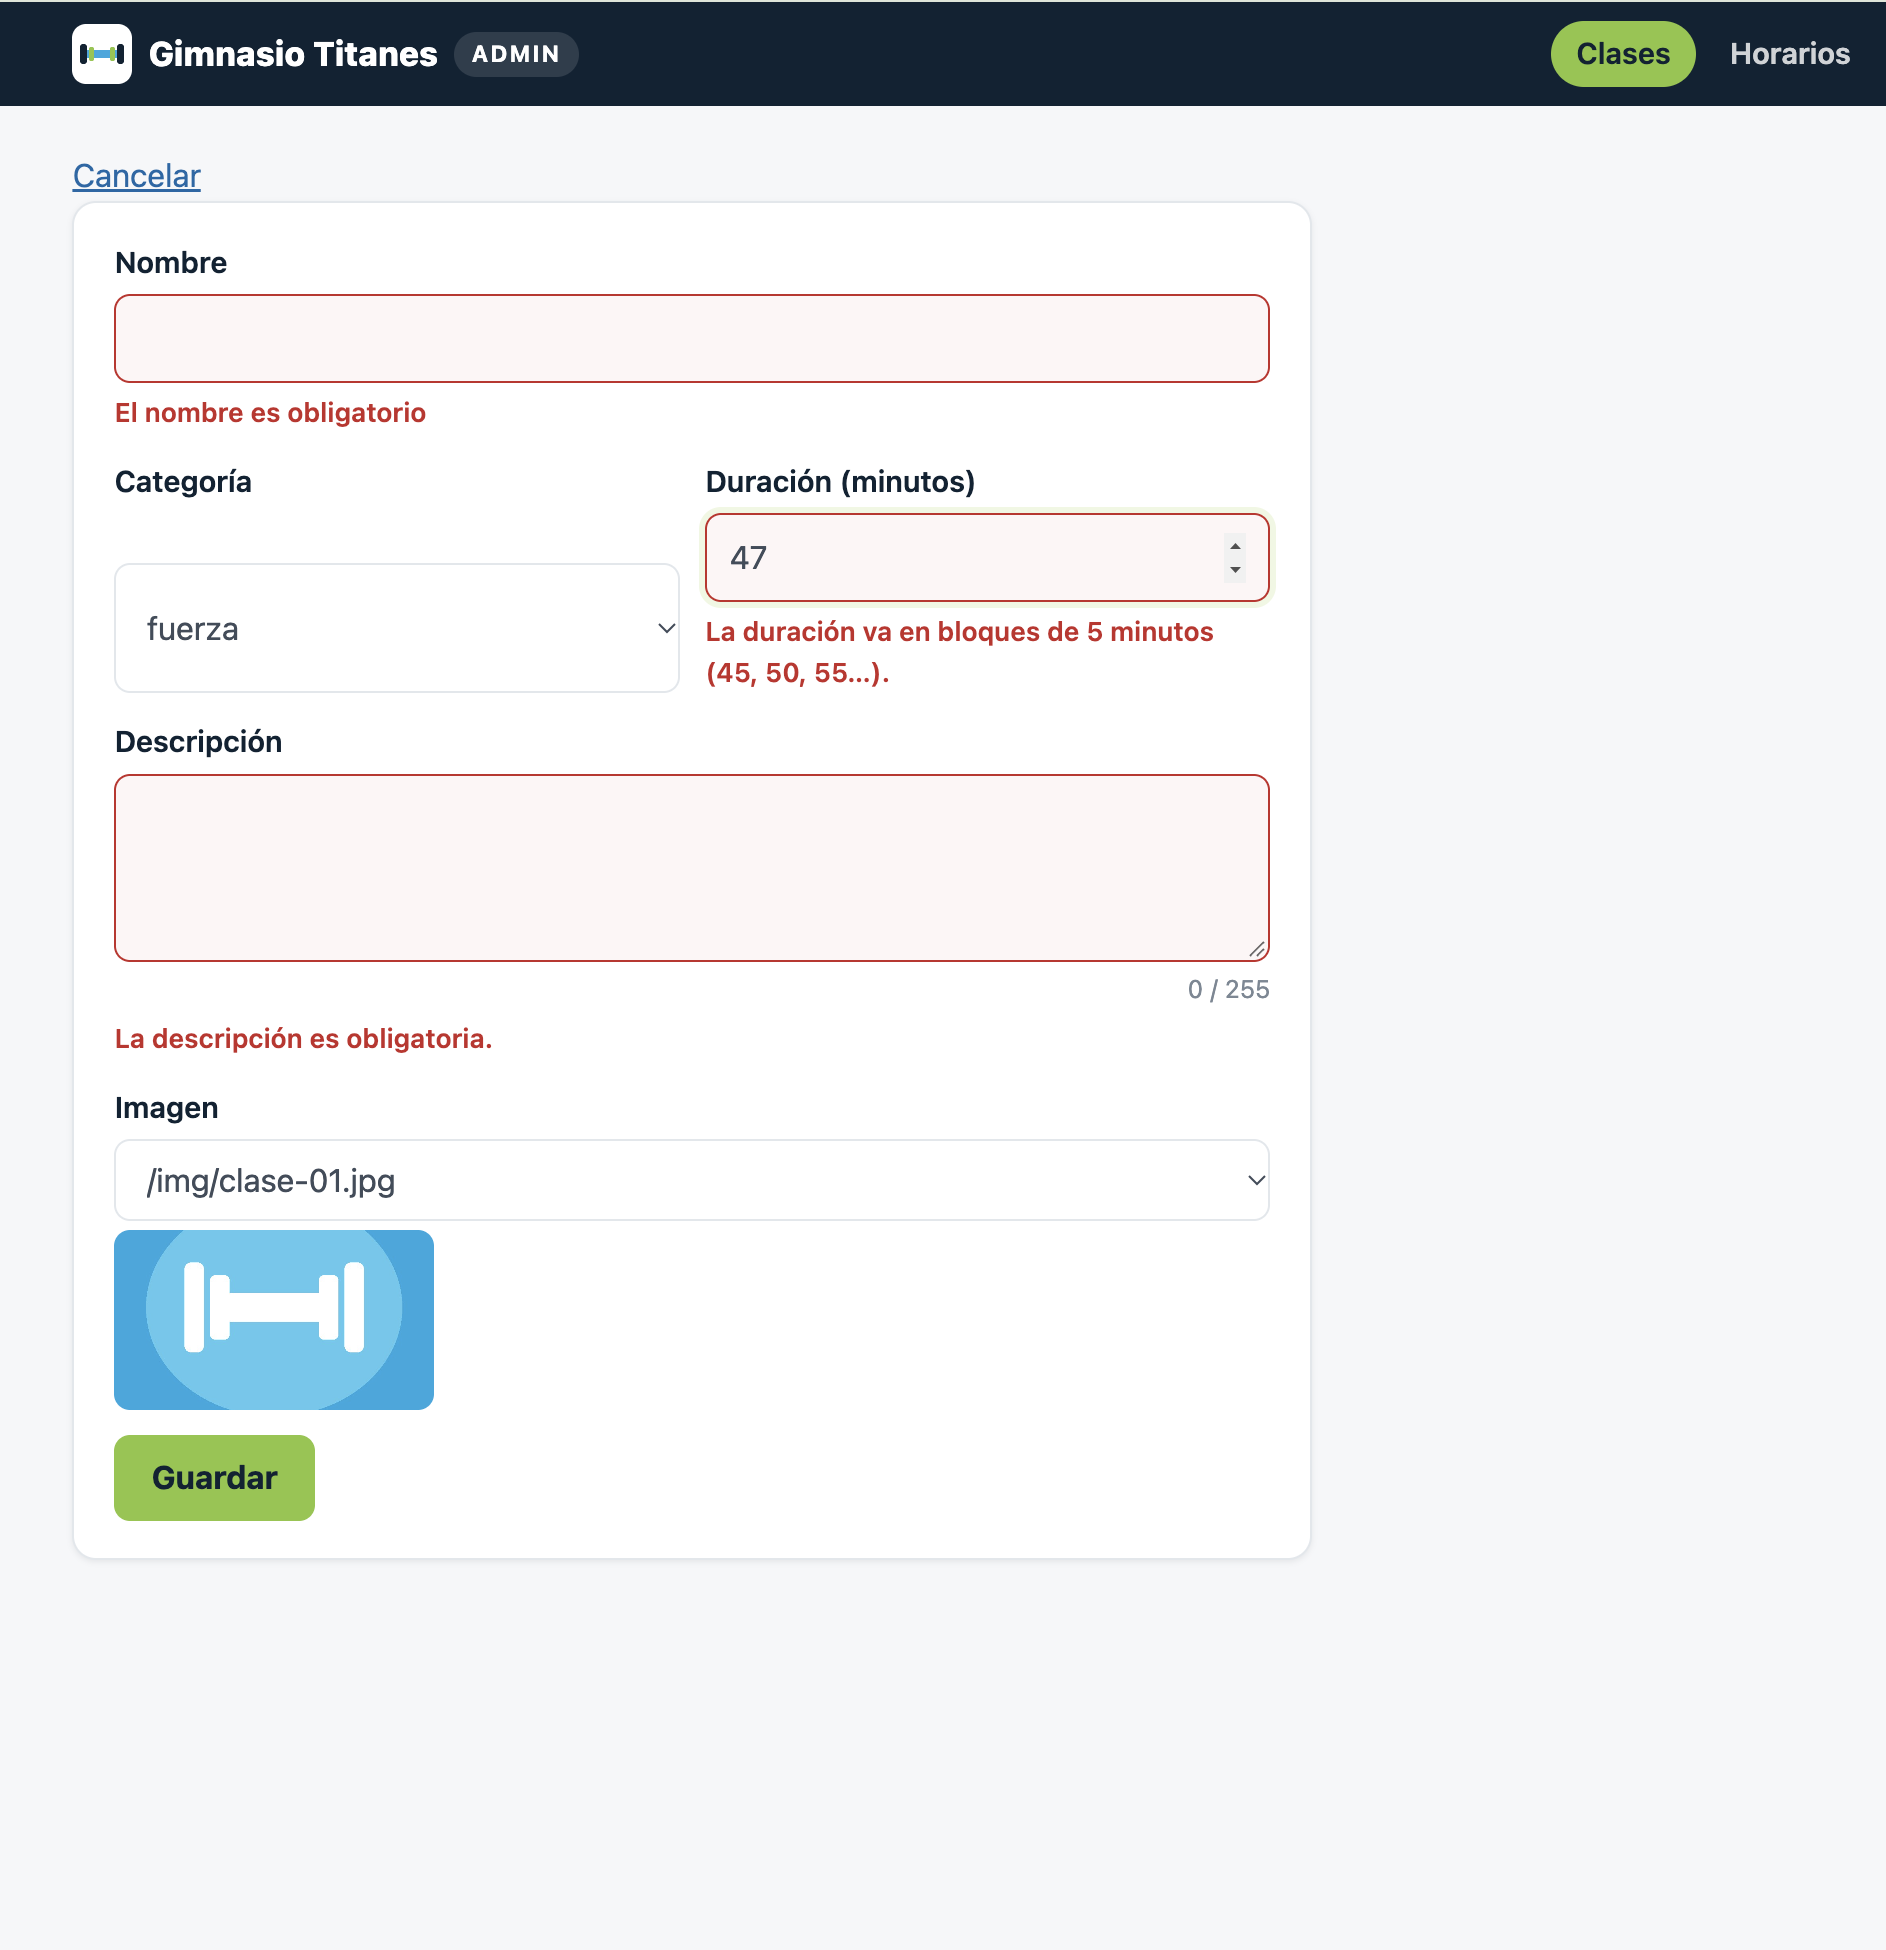 Gimnasio Titanes ADMIN Clases Horarios
Cancelar
Nombre
El nombre es obligatorio
Categoría
fuerza
Duración (minutos)
47
La duración va en bloques de 5 minutos
(45, 50, 55...).
Descripción
0 / 255
La descripción es obligatoria.
Imagen
/img/clase-01.jpg
Guardar